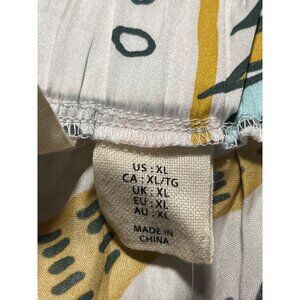 US : XL
CA : XL/TG
UK : XL
EU : XL
AU : XL
MADE IN
CHINA